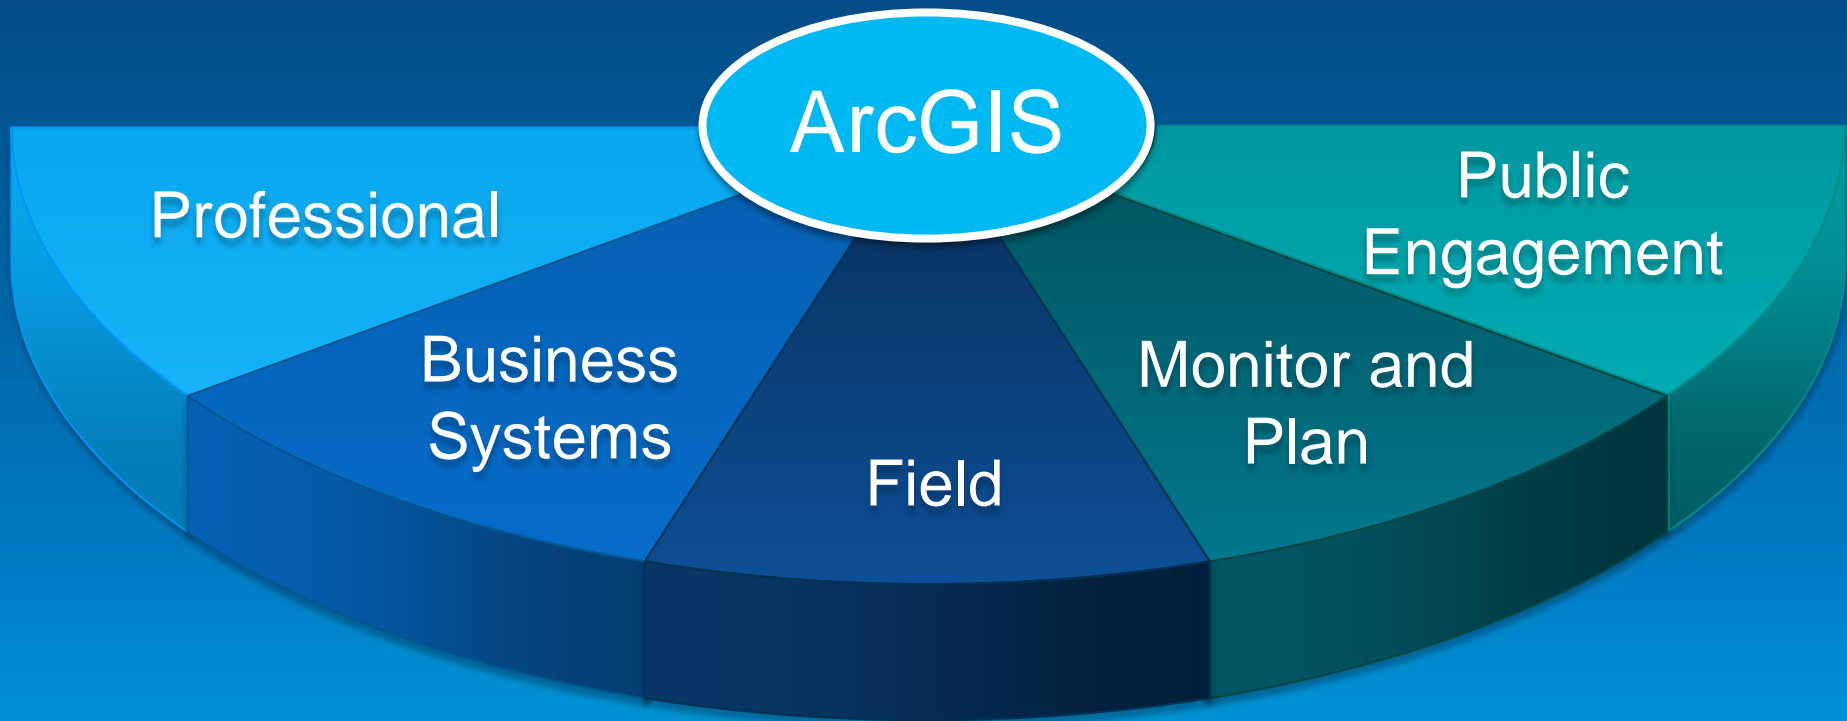 ArcGIS
Professional
Business
Systems
Field
Monitor and
Plan
Public
Engagement